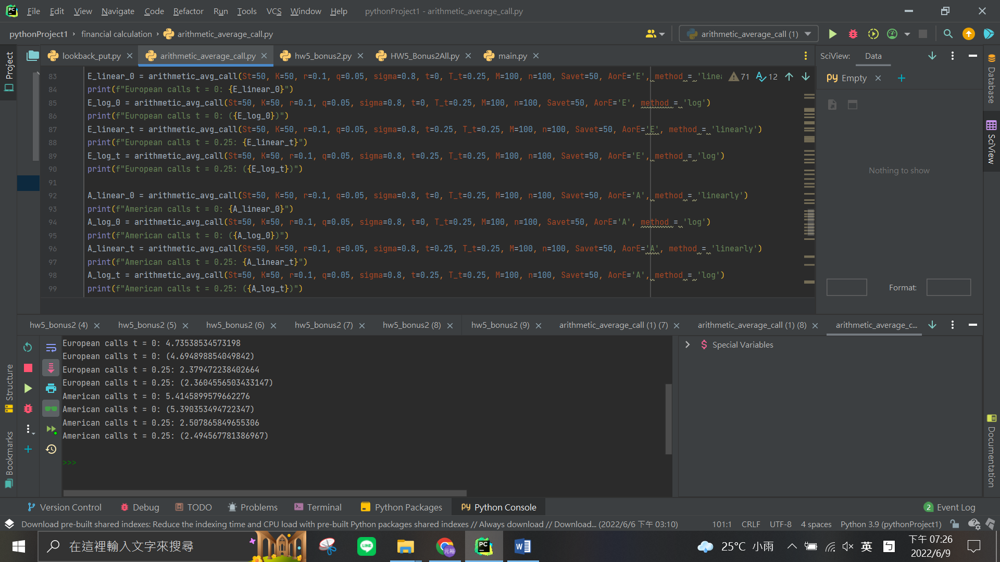 File Edit View Navigate Code Refactor Run Tools VCS Window Help pythonProject1 - arithmetic_average_call.py
pythonProject1 financial calculation arithmetic_average_call.py arithmetic_average_call (1)
Project
lookback_put.py arithmetic_average_call.py hw5_bonus2.py HW5_Bonus2All.py main.py
SciView: Data
Empty
Nothing to show
Format:
Database
SciView
Documentation
71 12
83 E_linear_0 = arithmetic_avg_call(St=50, K=50, r=0.1, q=0.05, sigma=0.8, t=0, T_t=0.25, M=100, n=100, Savet=50, AorE='E', method = 'linea
84 print(f"European calls t = 0: {E_linear_0}")
85 E_log_0 = arithmetic_avg_call(St=50, K=50, r=0.1, q=0.05, sigma=0.8, t=0, T_t=0.25, M=100, n=100, Savet=50, AorE='E', method = 'log')
86 print(f"European calls t = 0: ({E_log_0})")
87 E_linear_t = arithmetic_avg_call(St=50, K=50, r=0.1, q=0.05, sigma=0.8, t=0.25, T_t=0.25, M=100, n=100, Savet=50, AorE='E', method = 'linearly')
88 print(f"European calls t = 0.25: {E_linear_t}")
89 E_log_t = arithmetic_avg_call(St=50, K=50, r=0.1, q=0.05, sigma=0.8, t=0.25, T_t=0.25, M=100, n=100, Savet=50, AorE='E', method = 'log')
90 print(f"European calls t = 0.25: ({E_log_t})")
91
92 A_linear_0 = arithmetic_avg_call(St=50, K=50, r=0.1, q=0.05, sigma=0.8, t=0, T_t=0.25, M=100, n=100, Savet=50, AorE='A', method = 'linearly')
93 print(f"American calls t = 0: {A_linear_0}")
94 A_log_0 = arithmetic_avg_call(St=50, K=50, r=0.1, q=0.05, sigma=0.8, t=0, T_t=0.25, M=100, n=100, Savet=50, AorE='A', method = 'log')
95 print(f"American calls t = 0: ({A_log_0})")
96 A_linear_t = arithmetic_avg_call(St=50, K=50, r=0.1, q=0.05, sigma=0.8, t=0.25, T_t=0.25, M=100, n=100, Savet=50, AorE='A', method = 'linearly')
97 print(f"American calls t = 0.25: {A_linear_t}")
98 A_log_t = arithmetic_avg_call(St=50, K=50, r=0.1, q=0.05, sigma=0.8, t=0.25, T_t=0.25, M=100, n=100, Savet=50, AorE='A', method = 'log')
99 print(f"American calls t = 0.25: ({A_log_t})")
hw5_bonus2 (4) hw5_bonus2 (5) hw5_bonus2 (6) hw5_bonus2 (7) hw5_bonus2 (8) hw5_bonus2 (9) arithmetic_average_call (1) (7) arithmetic_average_call (1) (8) arithmetic_average_c...
Special Variables
Structure
Bookmarks
European calls t = 0: 4.73538534573198
European calls t = 0: (4.694898854049842)
European calls t = 0.25: 2.379472238402664
European calls t = 0.25: (2.3604556503433147)
American calls t = 0: 5.4145899579662276
American calls t = 0: (5.390353494722347)
American calls t = 0.25: 2.507865849655306
American calls t = 0.25: (2.494567781386967)
>>>
Version Control Debug TODO Problems Terminal Python Packages Python Console 2 Event Log
Download pre-built shared indexes: Reduce the indexing time and CPU load with pre-built Python packages shared indexes // Always download // Download... (2022/6/6 下午 03:10) 101:1 CRLF UTF-8 4 spaces Python 3.9 (pythonProject1)
在這裡輸入文字來搜尋 25°C 小雨 英 ㄅ 下午 07:26
2022/6/9